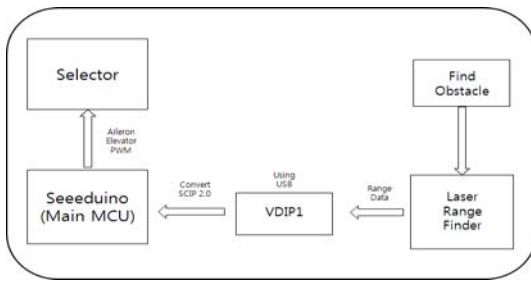 Selector
Find
Obstacle
Aileron
Elevator
PWM
Seeeduino
(Main MCU)
Convert
SCIP 2.0
Using
USB
VDIP1
Range
Data
Laser
Range
Finder